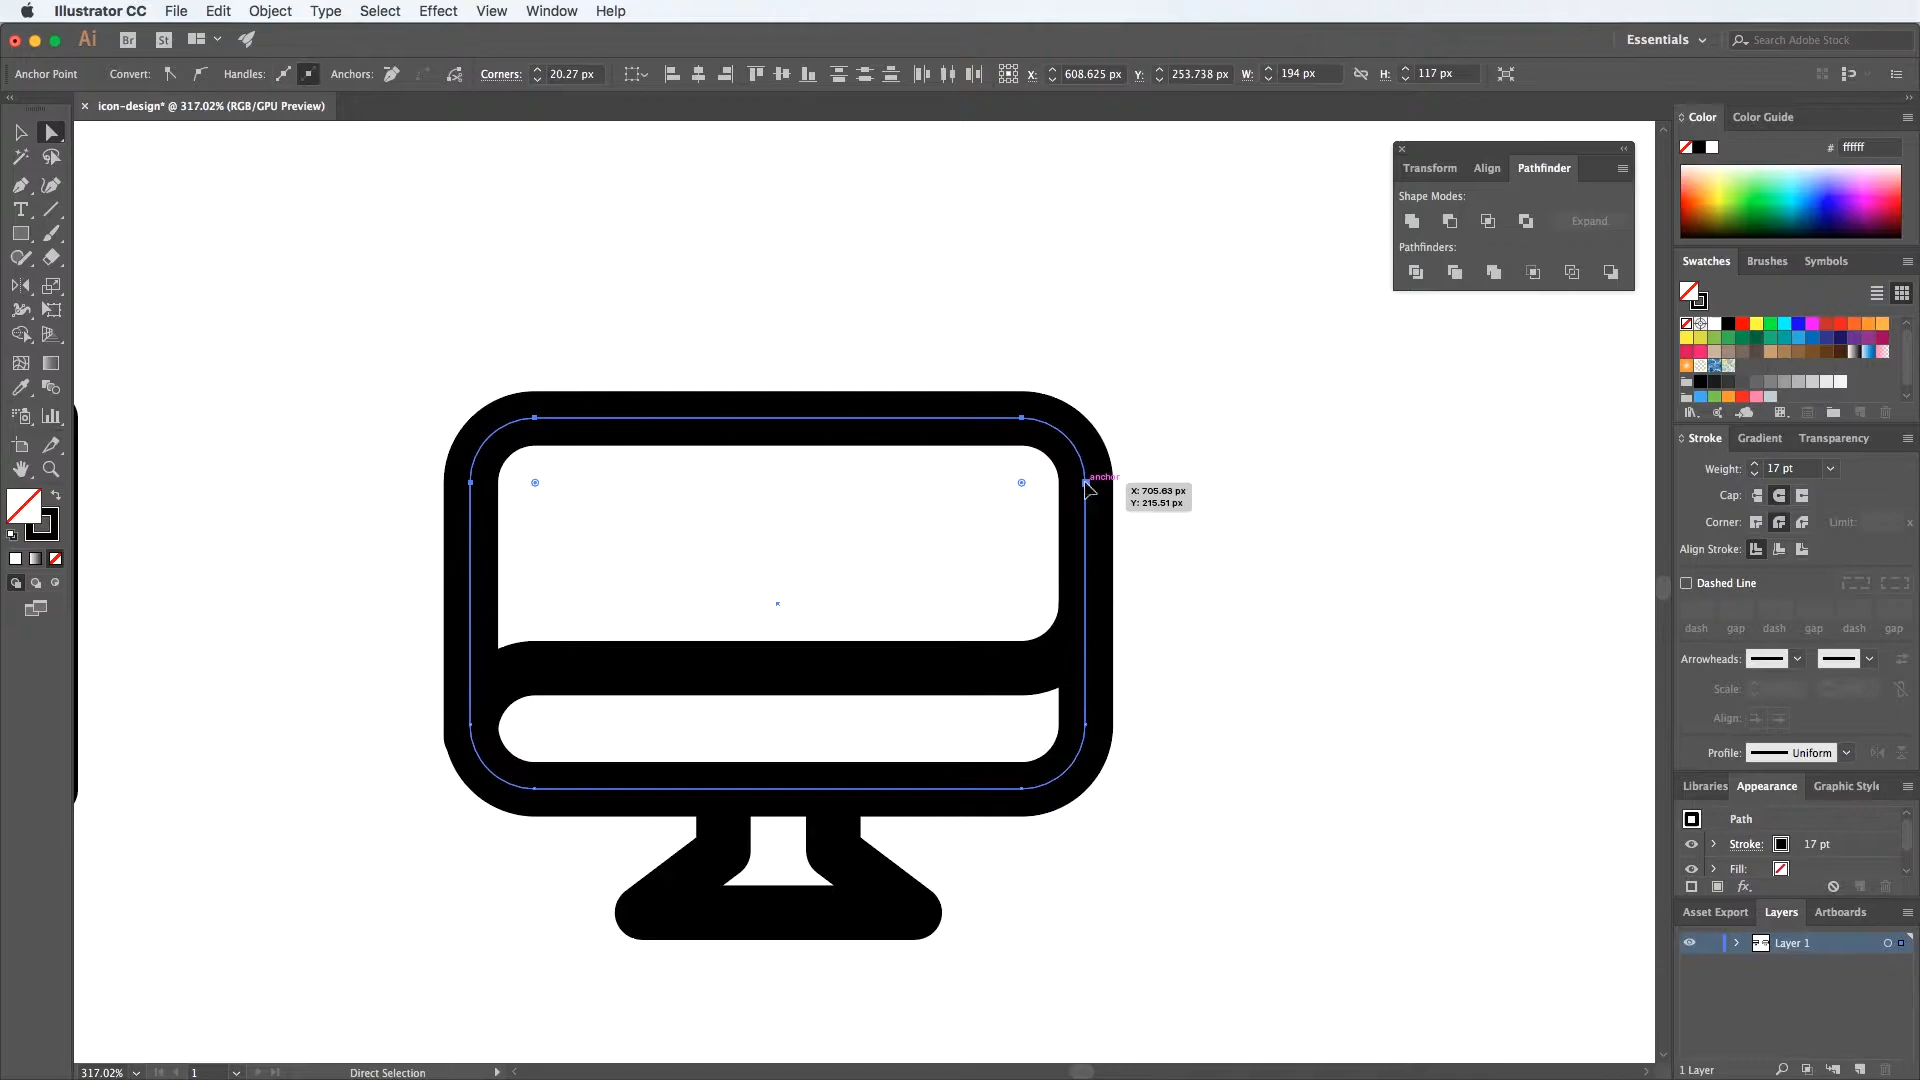 Illustrator CC File Edit Object Type Select Effect View Window Help
Ai Br St Essentials Search Adobe Stock
Anchor Point Convert: Handles: Anchors: Corners: 20.27 px X: 608.625 px Y: 253.738 px W: 194 px H: 117 px
icon-design* @ 317.02% (RGB/GPU Preview)
Color Color Guide
# ffffff
Transform Align Pathfinder
Shape Modes:
Expand
Pathfinders:
Swatches Brushes Symbols
Stroke Gradient Transparency
Weight: 17 pt
Cap:
Corner: Limit: x
Align Stroke:
Dashed Line
dash gap dash gap dash gap
Arrowheads:
Scale:
Align:
Profile: Uniform
anchor
X: 705.63 px
Y: 215.51 px
Libraries Appearance Graphic Style
Path
Stroke: 17 pt
Fill:
fx
Asset Export Layers Artboards
Layer 1
1 Layer
317.02% 1 Direct Selection